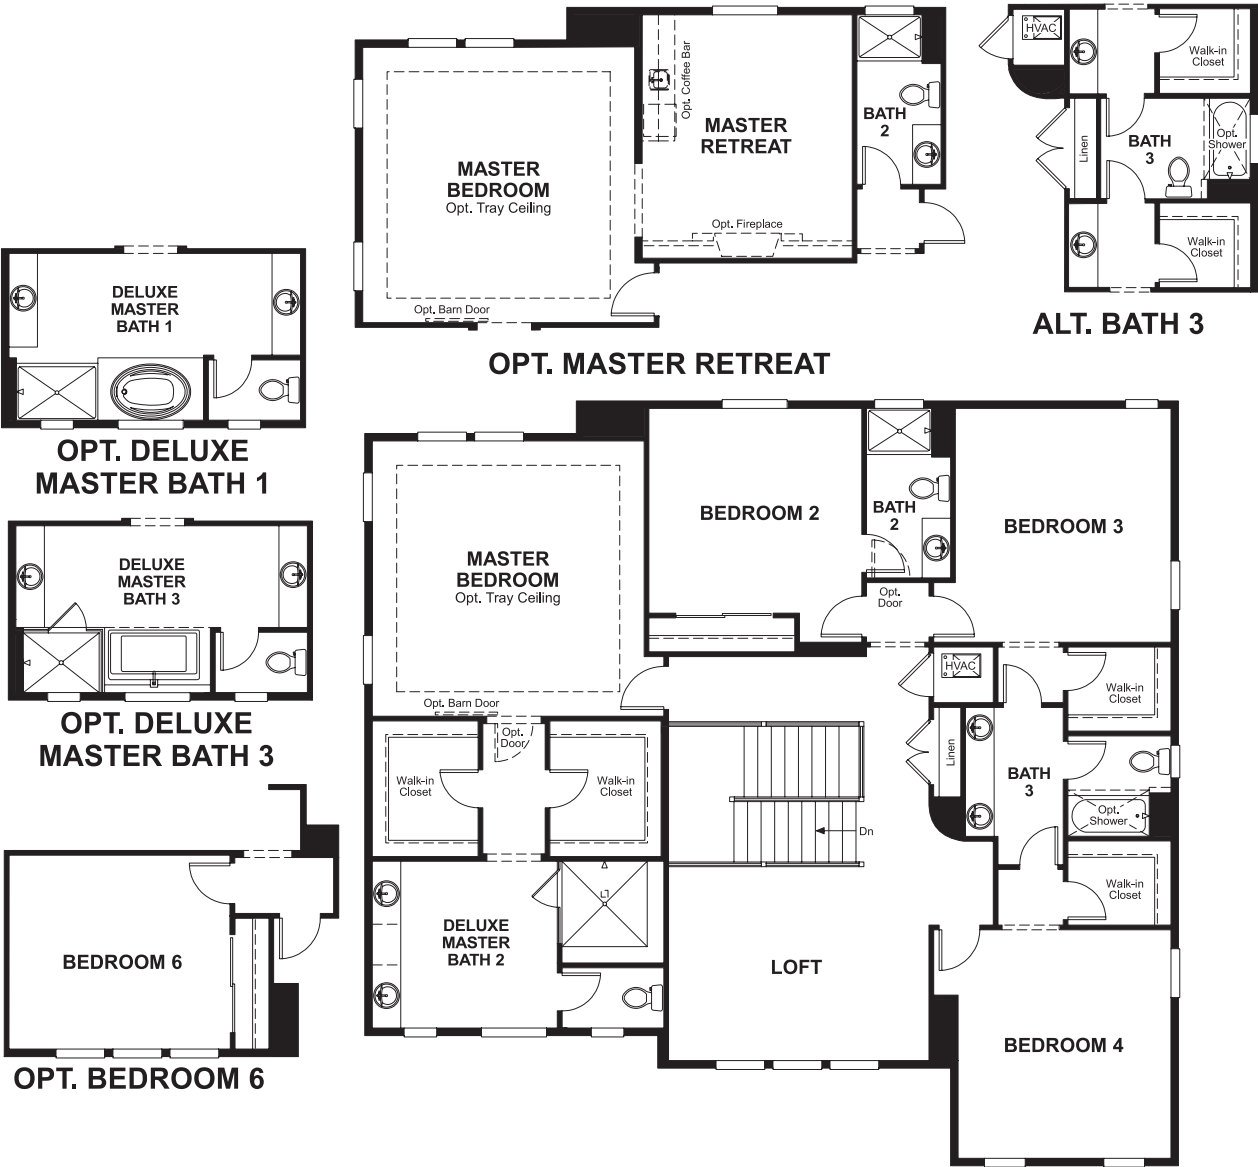 MASTER
BEDROOM
Opt. Tray Ceiling
Opt. Barn Door
Opt. Coffee Bar
MASTER
RETREAT
Opt. Fireplace
BATH
2
OPT. MASTER RETREAT
HVAC
Walk-in
Closet
Linen
BATH
3
Opt.
Shower
Walk-in
Closet
ALT. BATH 3
DELUXE
MASTER
BATH 1
OPT. DELUXE
MASTER BATH 1
DELUXE
MASTER
BATH 3
OPT. DELUXE
MASTER BATH 3
BEDROOM 6
OPT. BEDROOM 6
MASTER
BEDROOM
Opt. Tray Ceiling
Opt. Barn Door
BEDROOM 2
BATH
2
BEDROOM 3
Opt.
Door
HVAC
Walk-in
Closet
Opt.
Door
Walk-in
Closet
Walk-in
Closet
Dn
Linen
BATH
3
Opt.
Shower
Walk-in
Closet
DELUXE
MASTER
BATH 2
LOFT
BEDROOM 4